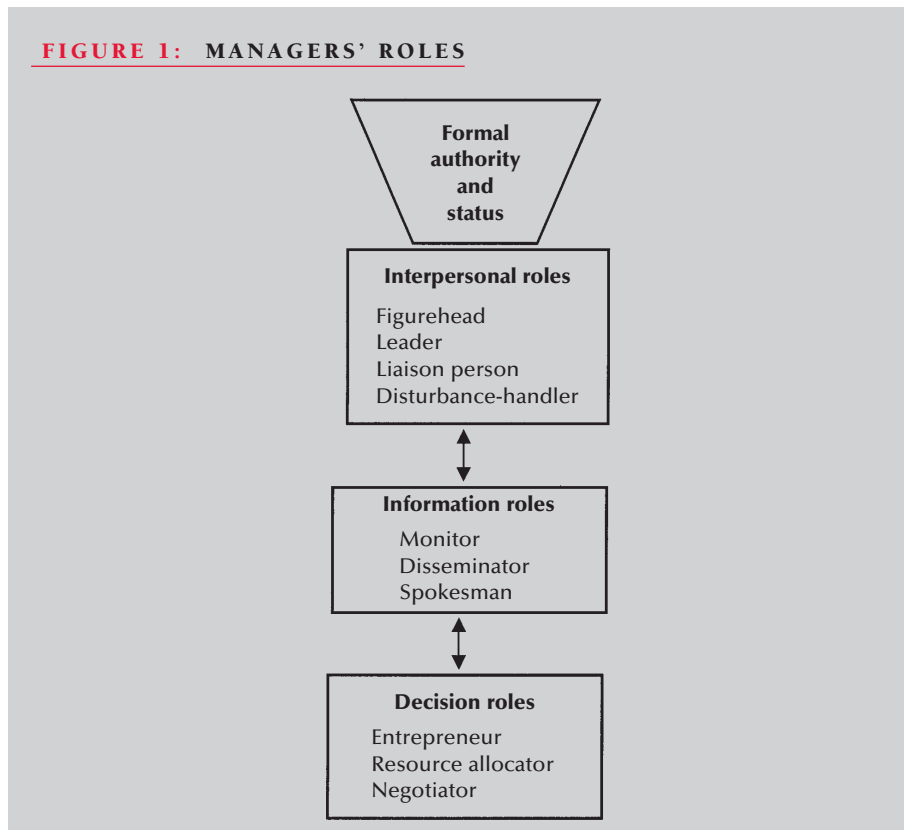 FIGURE 1: MANAGERS’ ROLES
Formal
authority
and
status
Interpersonal roles
Figurehead
Leader
Liaison person
Disturbance-handler
Information roles
Monitor
Disseminator
Spokesman
Decision roles
Entrepreneur
Resource allocator
Negotiator